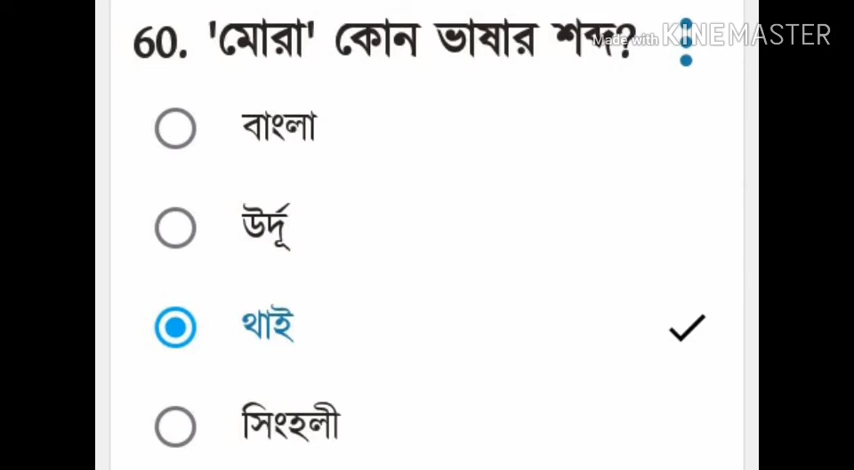 60. 'মোরা' কোন ভাষার শব্দ?
Made with KINEMASTER
বাংলা
উর্দূ
থাই
সিংহলী